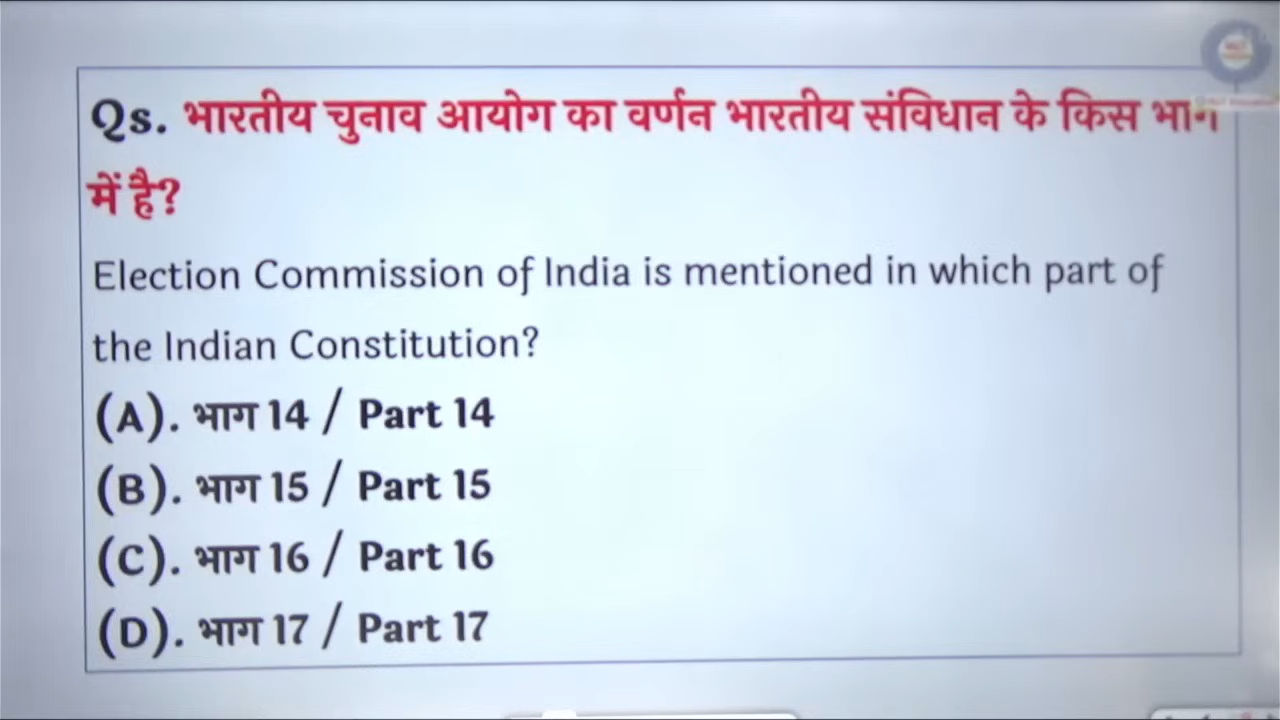 Qs. भारतीय चुनाव आयोग का वर्णन भारतीय संविधान के किस भाग
में है?
Election Commission of India is mentioned in which part of
the Indian Constitution?
(A). भाग 14 / Part 14
(B). भाग 15 / Part 15
(C). भाग 16 / Part 16
(D). भाग 17 / Part 17